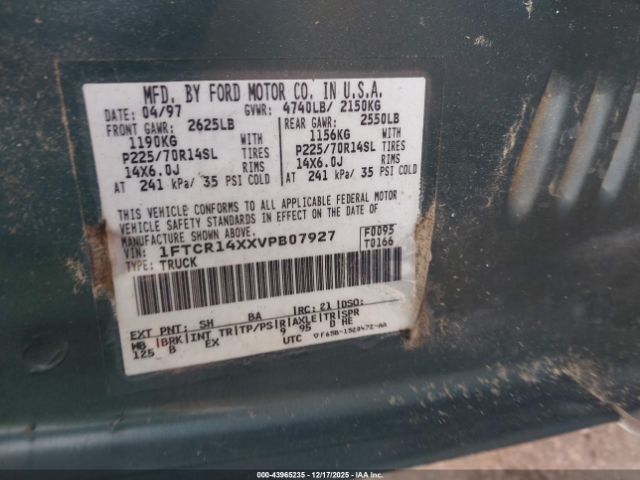 MFD. BY FORD MOTOR CO. IN U.S.A.
DATE: 04/97 GVWR: 4740LB/ 2150KG
FRONT GAWR: 2625LB REAR GAWR: 2550LB
1190KG WITH 1156KG WITH
P225/70R14SL TIRES P225/70R14SL TIRES
14X6.0J RIMS 14X6.0J RIMS
AT 241 kPa/ 35 PSI COLD AT 241 kPa/ 35 PSI COLD
THIS VEHICLE CONFORMS TO ALL APPLICABLE FEDERAL MOTOR
VEHICLE SAFETY STANDARDS IN EFFECT ON THE DATE OF
MANUFACTURE SHOWN ABOVE.
VIN: 1FTCR14XXVPB07927 F0095
TYPE: TRUCK T0166
EXT PNT: SH BA RC: 21 DSO:
WB BRK INT TR TP/PS R AXLE TR SPR
125 B EX 9 95 D HE
UTC
00-43965235 - 12/17/2025 - IAAI.COM